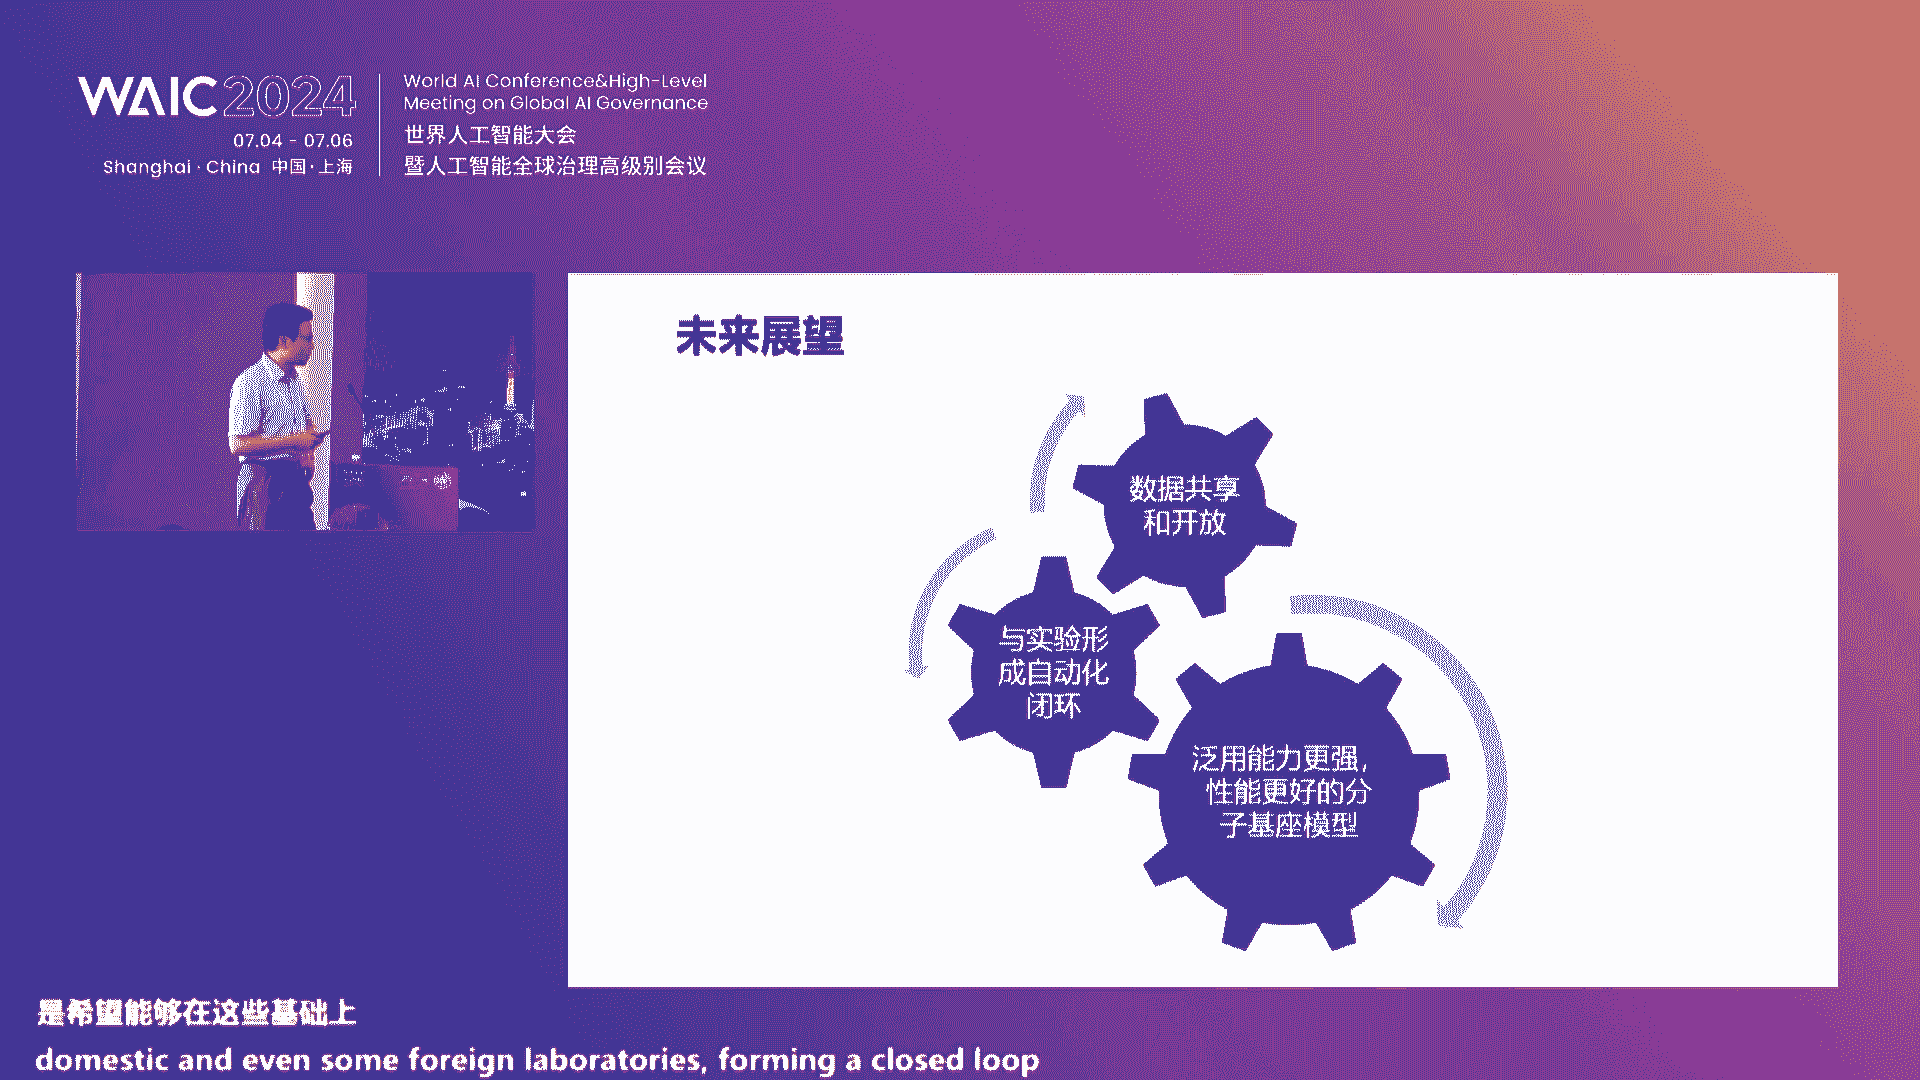 WAIC 2024
07.04 - 07.06
Shanghai · China 中国·上海
World AI Conference&High-Level
Meeting on Global AI Governance
世界人工智能大会
暨人工智能全球治理高级别会议
未来展望
数据共享
和开放
与实验形
成自动化
闭环
泛用能力更强，
性能更好的分
子基座模型
是希望能够在这些基础上
domestic and even some foreign laboratories, forming a closed loop